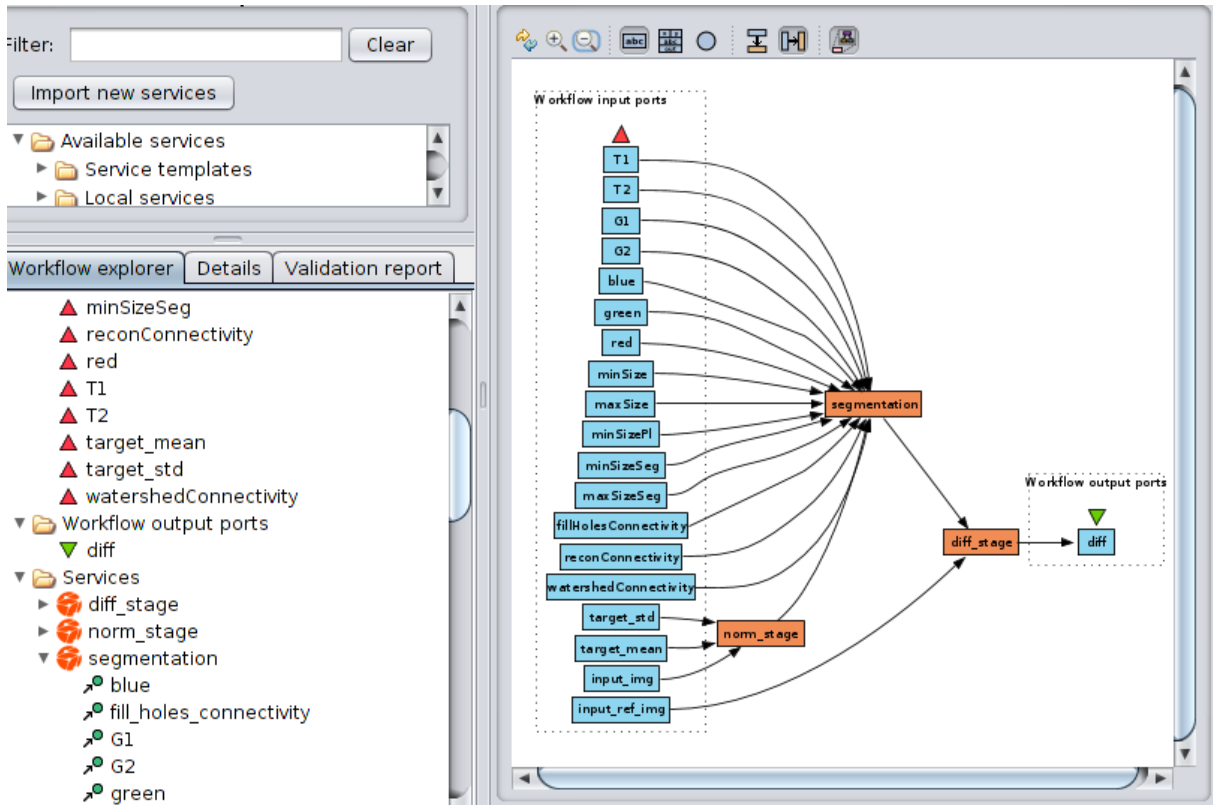 Filter:
Clear
Import new services
Available services
Service templates
Local services
Workflow explorer
Details
Validation report
minSizeSeg
reconConnectivity
red
T1
T2
target_mean
target_std
watershedConnectivity
Workflow output ports
diff
Services
diff_stage
norm_stage
segmentation
blue
fill_holes_connectivity
G1
G2
green
abc
Workflow input ports
T1
T2
G1
G2
blue
green
red
minSize
maxSize
minSizePl
minSizeSeg
maxSizeSeg
fillHolesConnectivity
reconConnectivity
watershedConnectivity
target_std
target_mean
input_img
input_ref_img
norm_stage
segmentation
diff_stage
Workflow output ports
diff